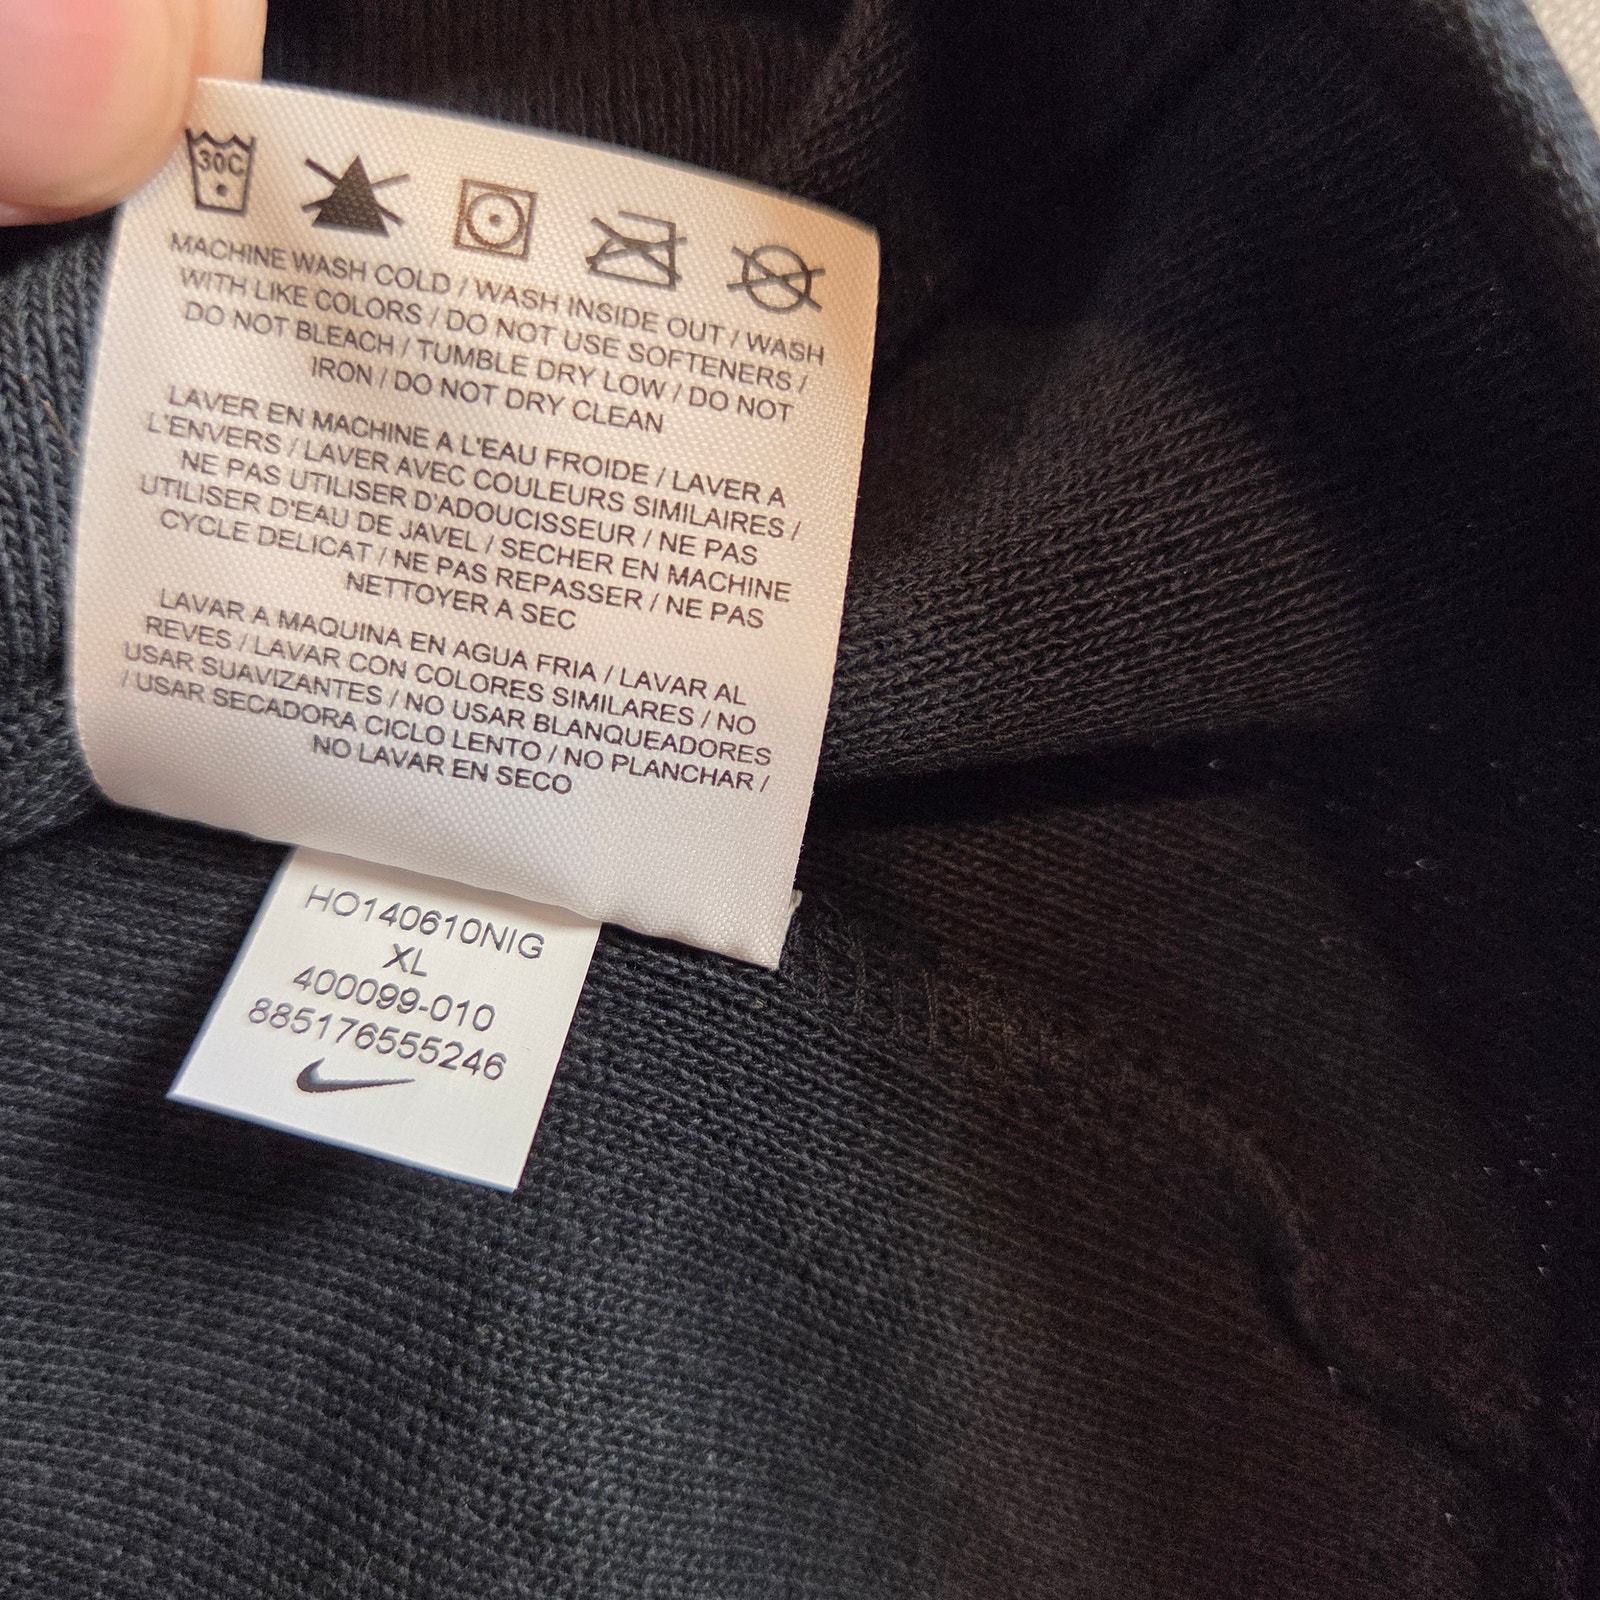 30C
MACHINE WASH COLD / WASH INSIDE OUT / WASH
WITH LIKE COLORS / DO NOT USE SOFTENERS /
DO NOT BLEACH / TUMBLE DRY LOW / DO NOT
IRON / DO NOT DRY CLEAN
LAVER EN MACHINE A L'EAU FROIDE / LAVER A
L'ENVERS / LAVER AVEC COULEURS SIMILAIRES /
NE PAS UTILISER D'ADOUCISSEUR / NE PAS
UTILISER D'EAU DE JAVEL / SECHER EN MACHINE
CYCLE DELICAT / NE PAS REPASSER / NE PAS
NETTOYER A SEC
LAVAR A MAQUINA EN AGUA FRIA / LAVAR AL
REVES / LAVAR CON COLORES SIMILARES / NO
USAR SUAVIZANTES / NO USAR BLANQUEADORES
/ USAR SECADORA CICLO LENTO / NO PLANCHAR /
NO LAVAR EN SECO
HO140610NIG
XL
400099-010
885176555246